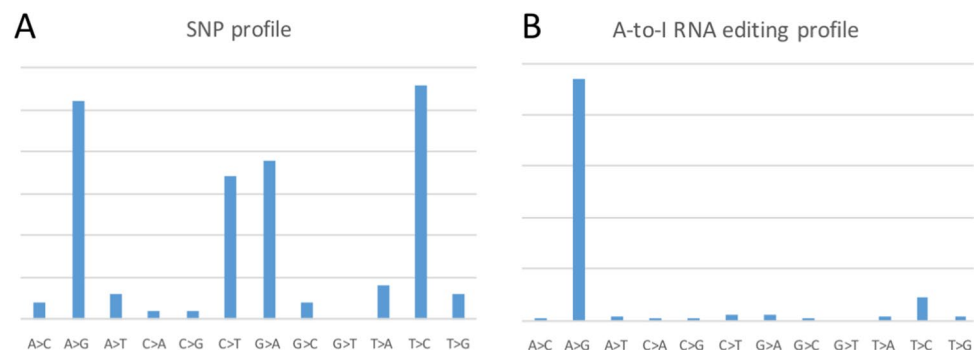 A
SNP profile
A>C A>G A>T C>A C>G C>T G>A G>C G>T T>A T>C T>G
B
A-to-I RNA editing profile
A>C A>G A>T C>A C>G C>T G>A G>C G>T T>A T>C T>G